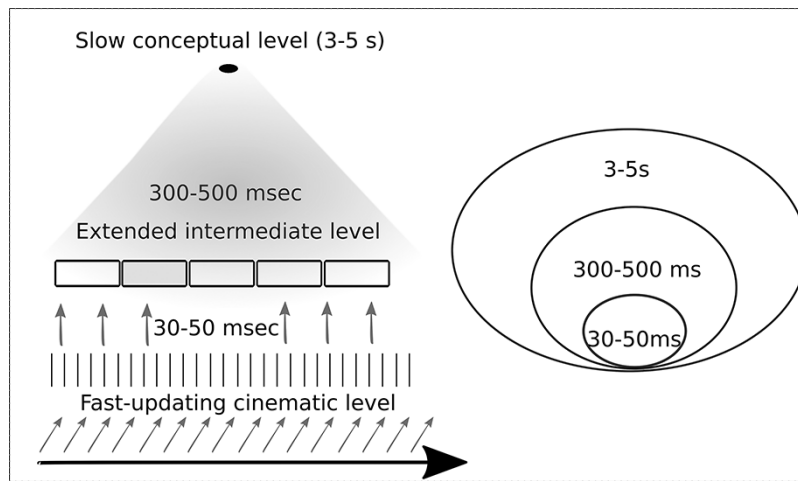 Slow conceptual level (3-5 s)
300-500 msec
Extended intermediate level
30-50 msec
Fast-updating cinematic level
3-5s
300-500 ms
30-50ms